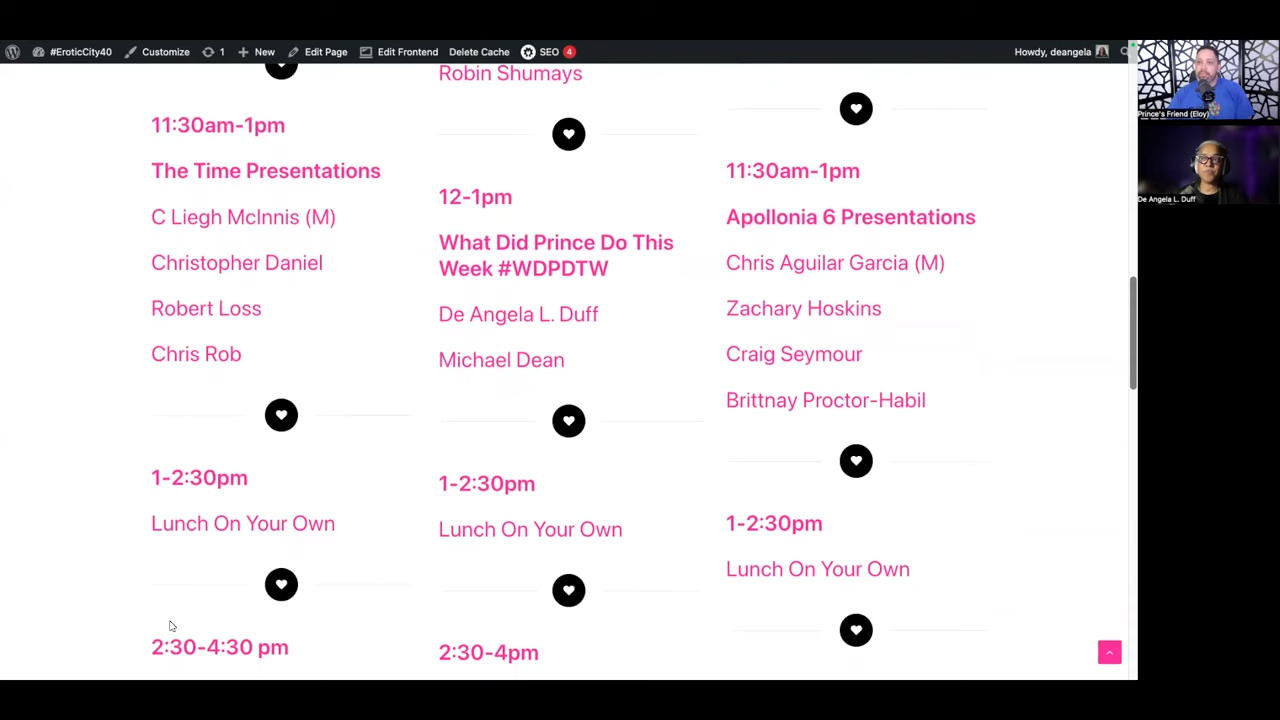 #EroticCity40
Customize
1
New
Edit Page
Edit Frontend
Delete Cache
SEO
4
Howdy, deangela
Prince's Friend (Eloy)
De Angela L. Duff
11:30am-1pm
The Time Presentations
C Liegh McInnis (M)
Christopher Daniel
Robert Loss
Chris Rob
1-2:30pm
Lunch On Your Own
2:30-4:30 pm
Robin Shumays
12-1pm
What Did Prince Do This
Week #WDPDTW
De Angela L. Duff
Michael Dean
1-2:30pm
Lunch On Your Own
2:30-4pm
11:30am-1pm
Apollonia 6 Presentations
Chris Aguilar Garcia (M)
Zachary Hoskins
Craig Seymour
Brittnay Proctor-Habil
1-2:30pm
Lunch On Your Own